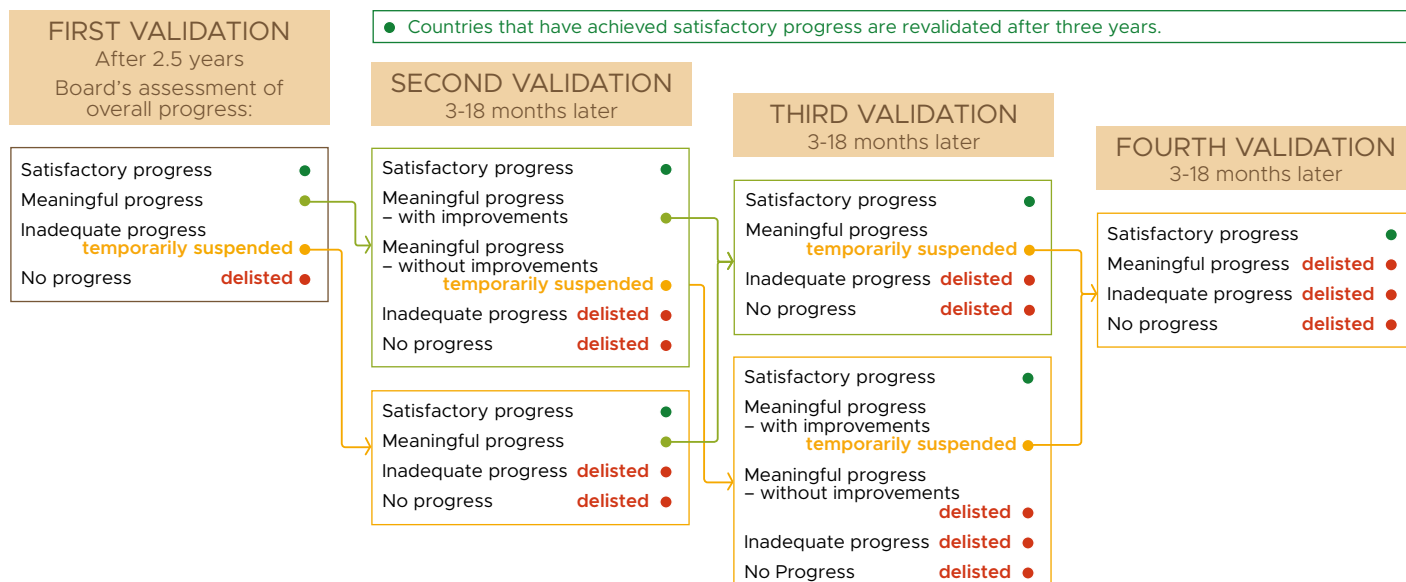 FIRST VALIDATION
After 2.5 years
Board’s assessment of
overall progress:
Satisfactory progress
Meaningful progress
Inadequate progress
temporarily suspended
No progress delisted
Countries that have achieved satisfactory progress are revalidated after three years.
SECOND VALIDATION
3-18 months later
Satisfactory progress
Meaningful progress
– with improvements
Meaningful progress
– without improvements
temporarily suspended
Inadequate progress delisted
No progress delisted
Satisfactory progress
Meaningful progress
Inadequate progress delisted
No progress delisted
THIRD VALIDATION
3-18 months later
Satisfactory progress
Meaningful progress
temporarily suspended
Inadequate progress delisted
No progress delisted
Satisfactory progress
Meaningful progress
– with improvements
temporarily suspended
Meaningful progress
– without improvements
delisted
Inadequate progress delisted
No Progress delisted
FOURTH VALIDATION
3-18 months later
Satisfactory progress
Meaningful progress delisted
Inadequate progress delisted
No progress delisted